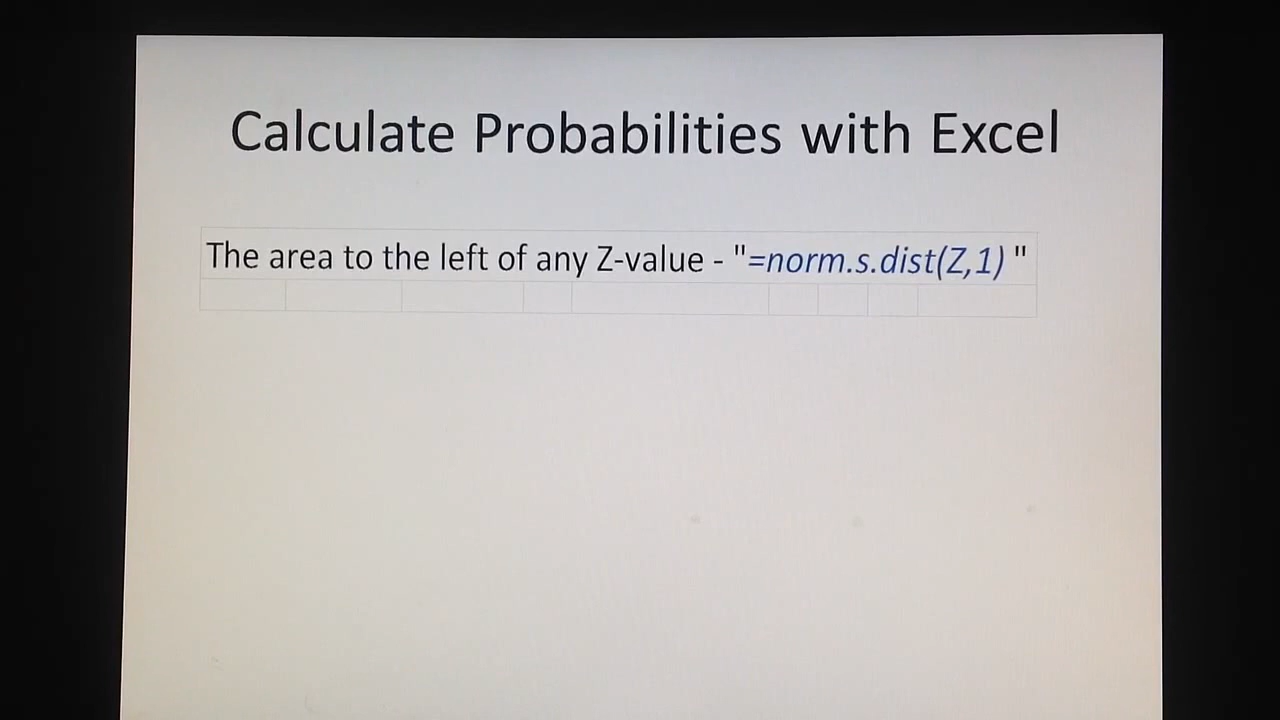 Calculate Probabilities with Excel
The area to the left of any Z-value - "=norm.s.dist(Z,1) "